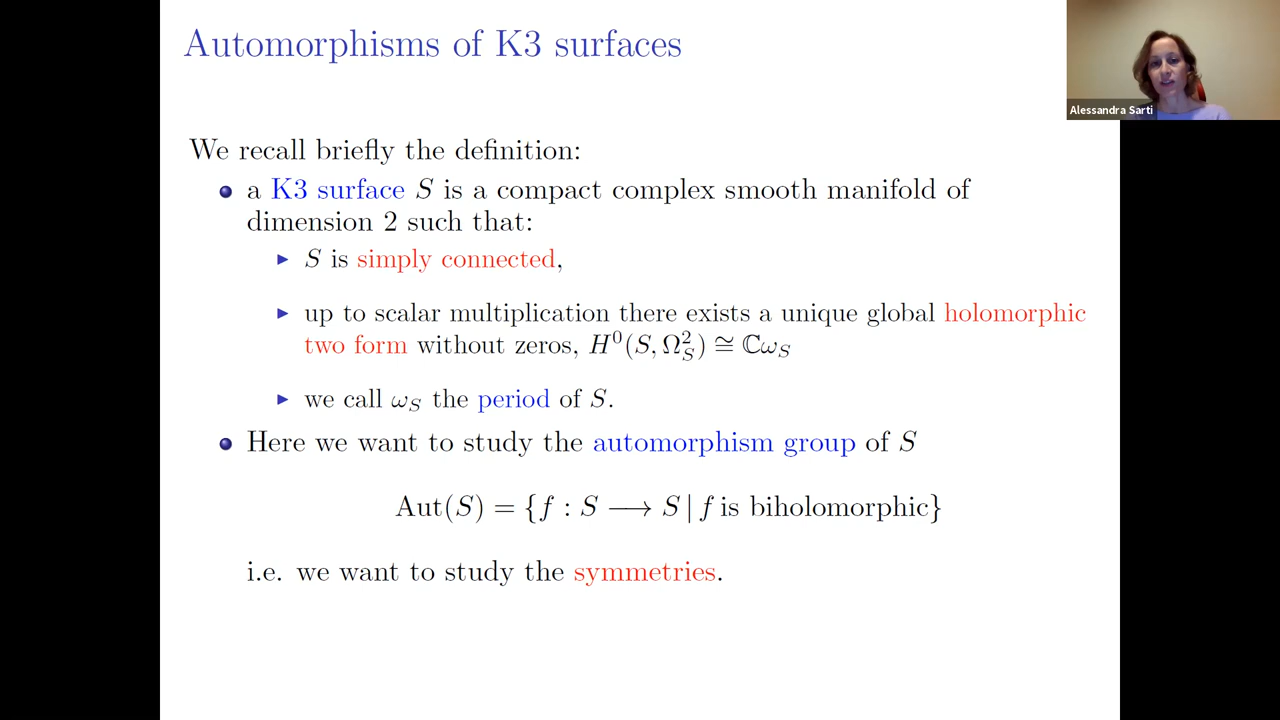 Automorphisms of K3 surfaces
Alessandra Sarti
We recall briefly the definition:
a K3 surface S is a compact complex smooth manifold of
dimension 2 such that:
S is simply connected,
up to scalar multiplication there exists a unique global holomorphic
two form without zeros, H⁰(S, Ω²_S) ≅ ℂω_S
we call ω_S the period of S.
Here we want to study the automorphism group of S
Aut(S) = {f : S ⟶ S | f is biholomorphic}
i.e. we want to study the symmetries.